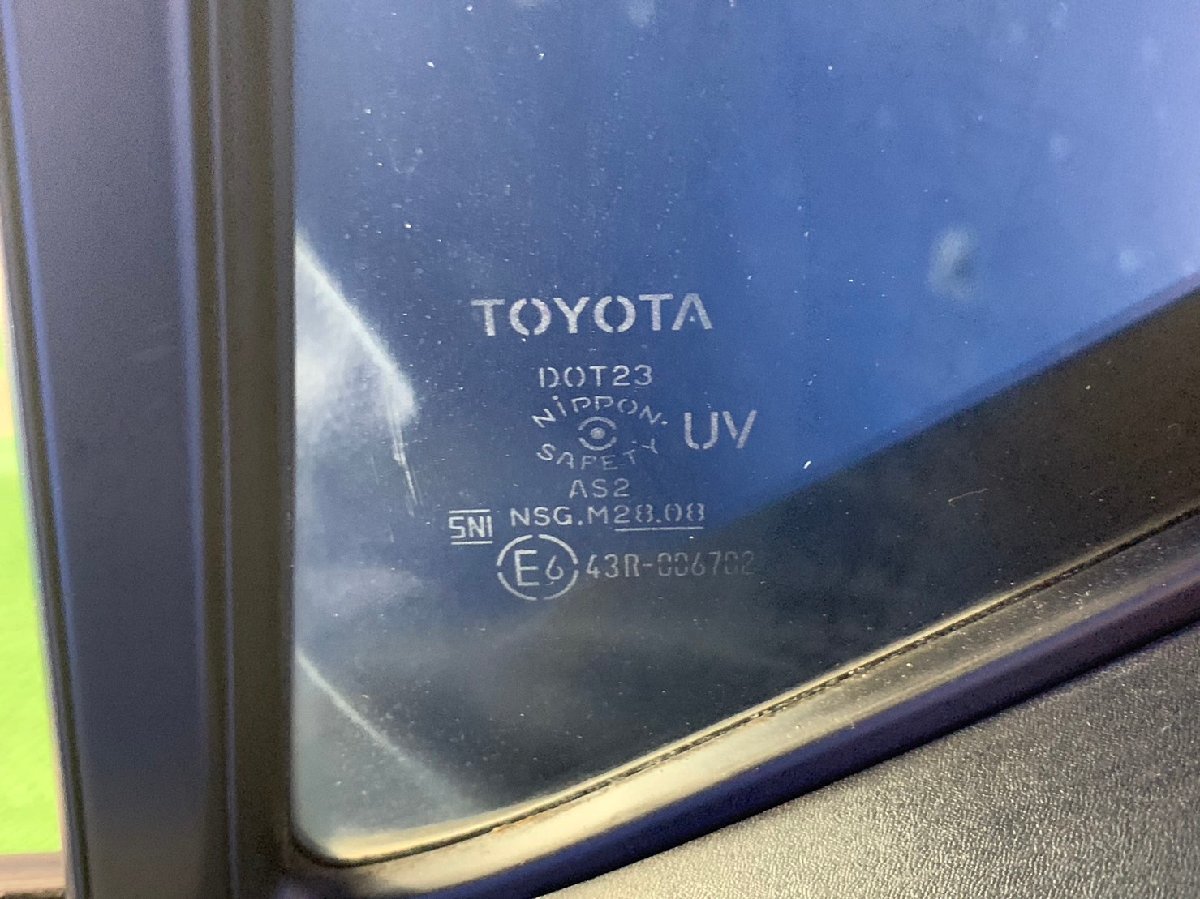 TOYOTA
DOT23
NIPPON
SAFETY
UV
AS2
SNI NSG.M28.08
E6 43R-006702